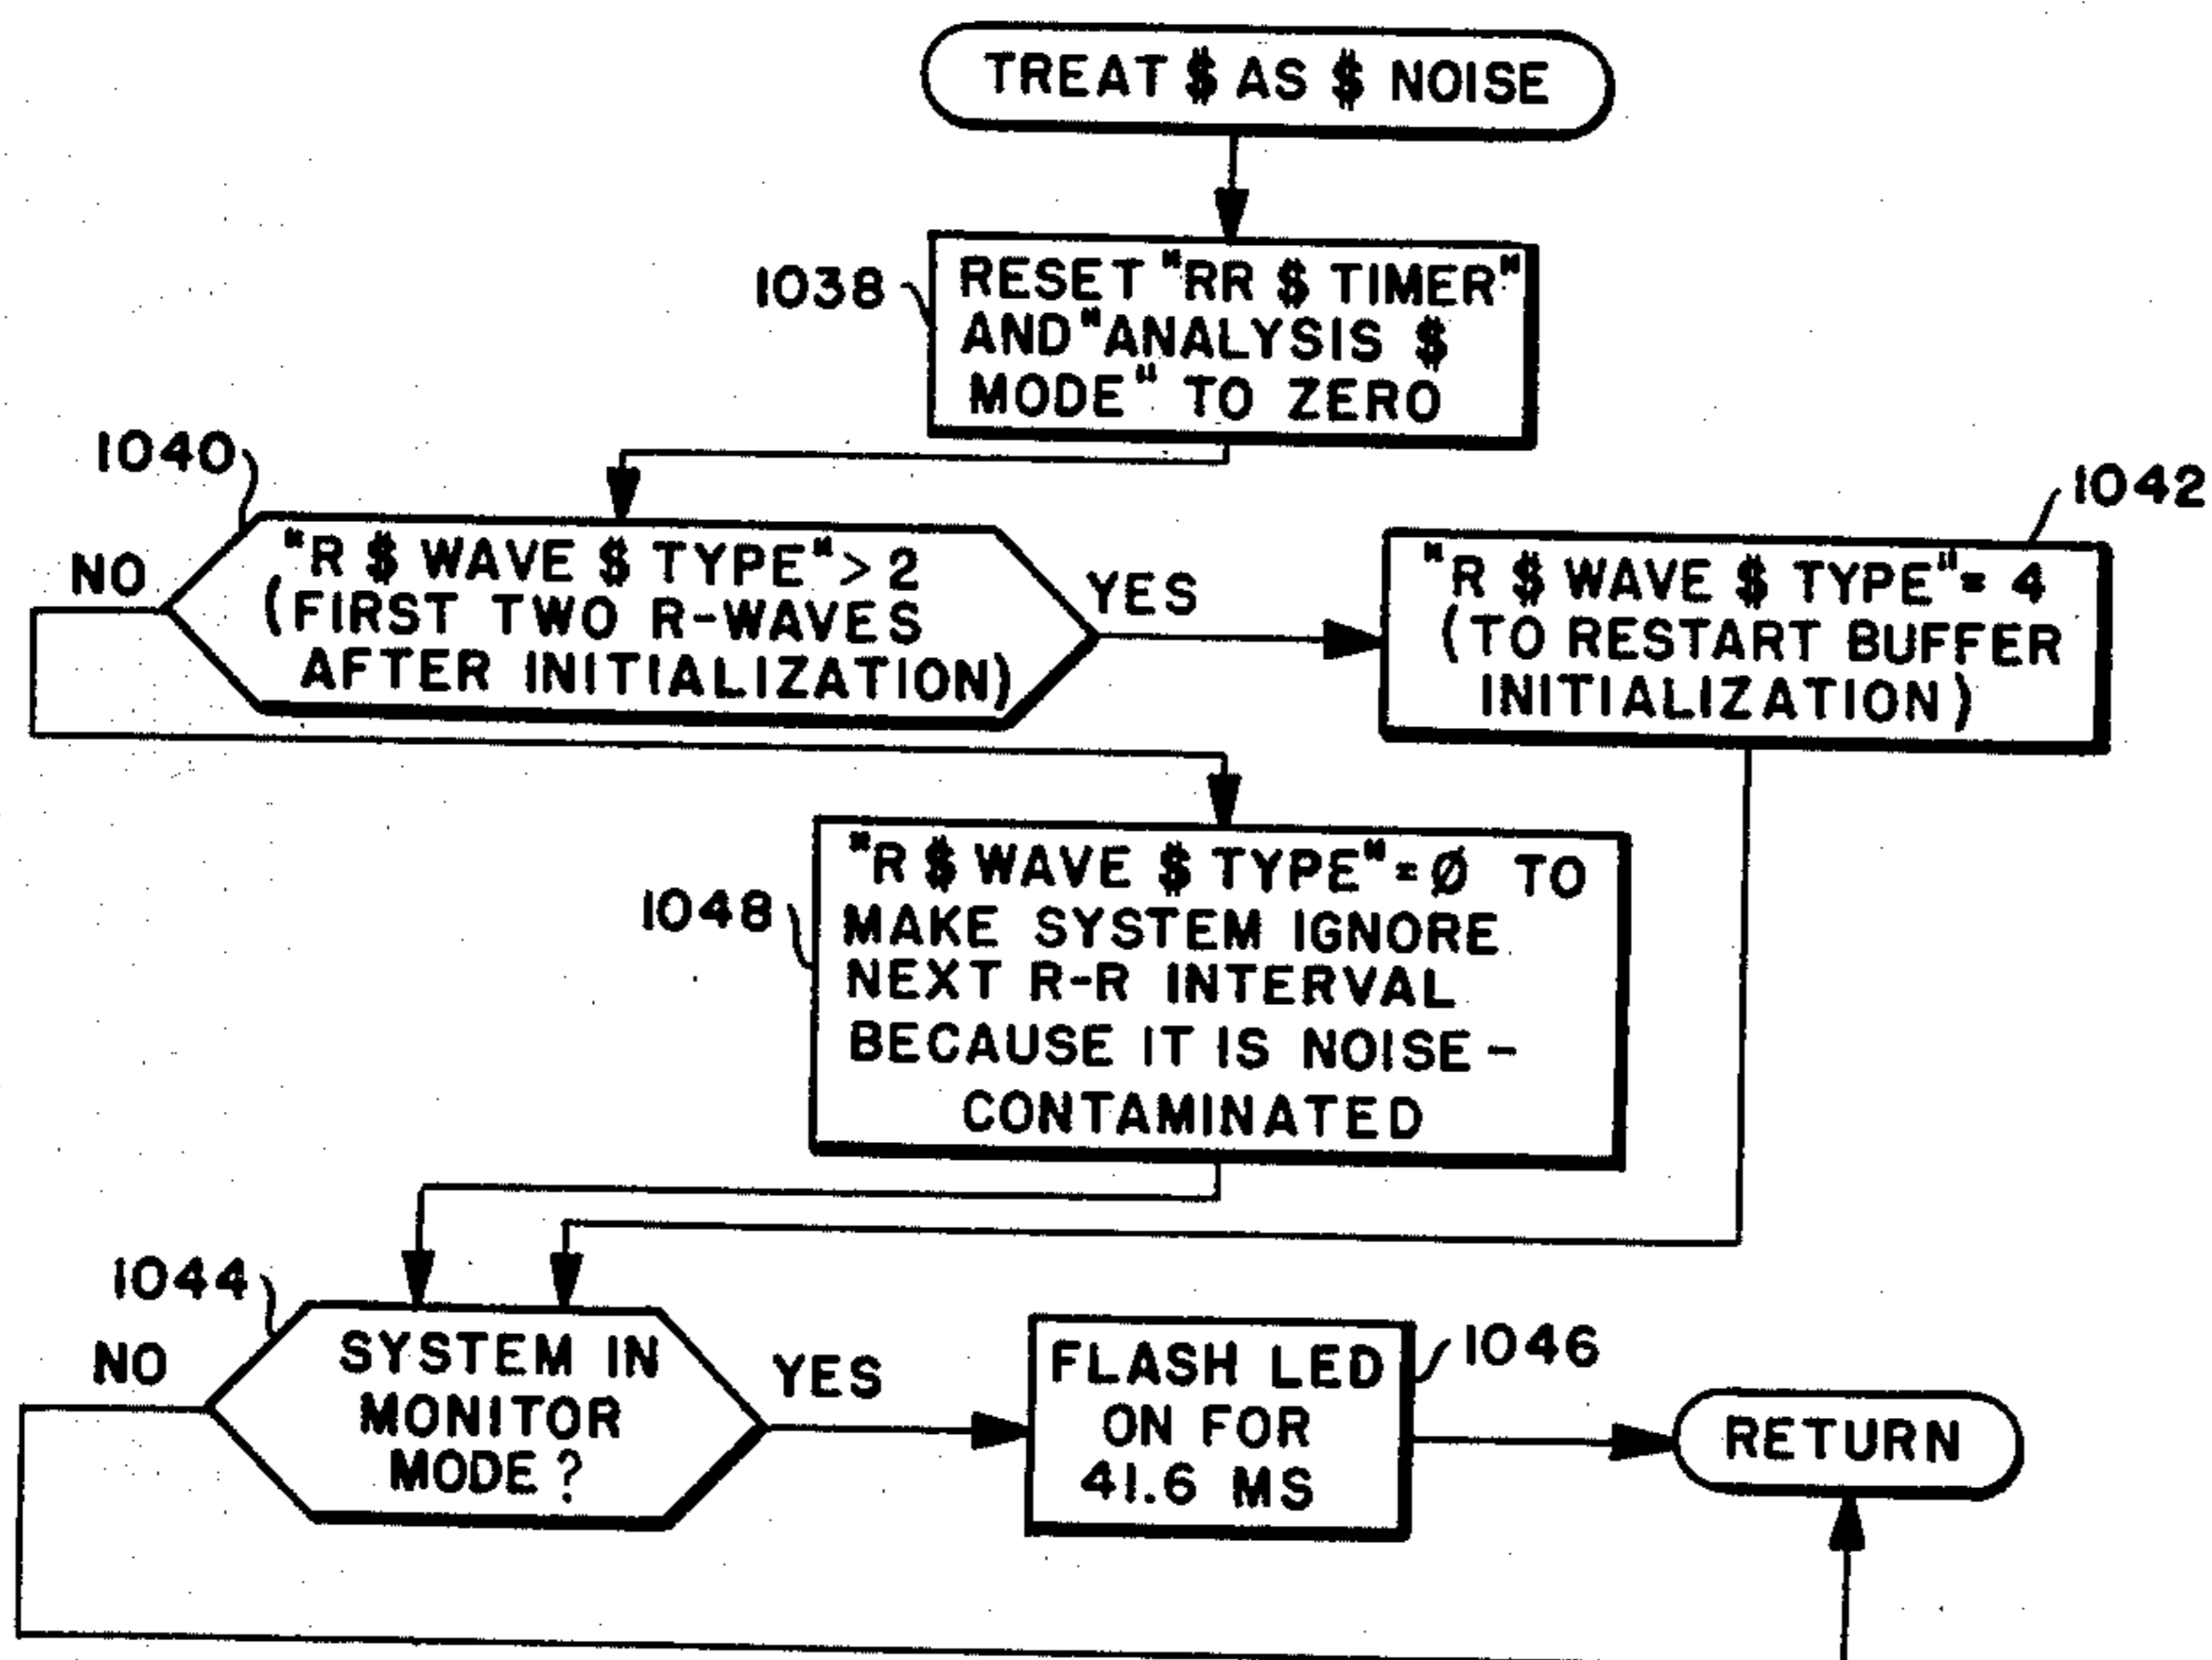 TREAT $ AS $ NOISE
1038
RESET "RR $ TIMER"
AND "ANALYSIS $
MODE" TO ZERO
1040
NO
"R $ WAVE $ TYPE" > 2
(FIRST TWO R-WAVES
AFTER INITIALIZATION)
YES
1042
"R $ WAVE $ TYPE" = 4
(TO RESTART BUFFER
INITIALIZATION)
1048
"R $ WAVE $ TYPE" = Ø TO
MAKE SYSTEM IGNORE
NEXT R-R INTERVAL
BECAUSE IT IS NOISE-
CONTAMINATED
1044
NO
SYSTEM IN
MONITOR
MODE?
YES
FLASH LED
ON FOR
41.6 MS
1046
RETURN